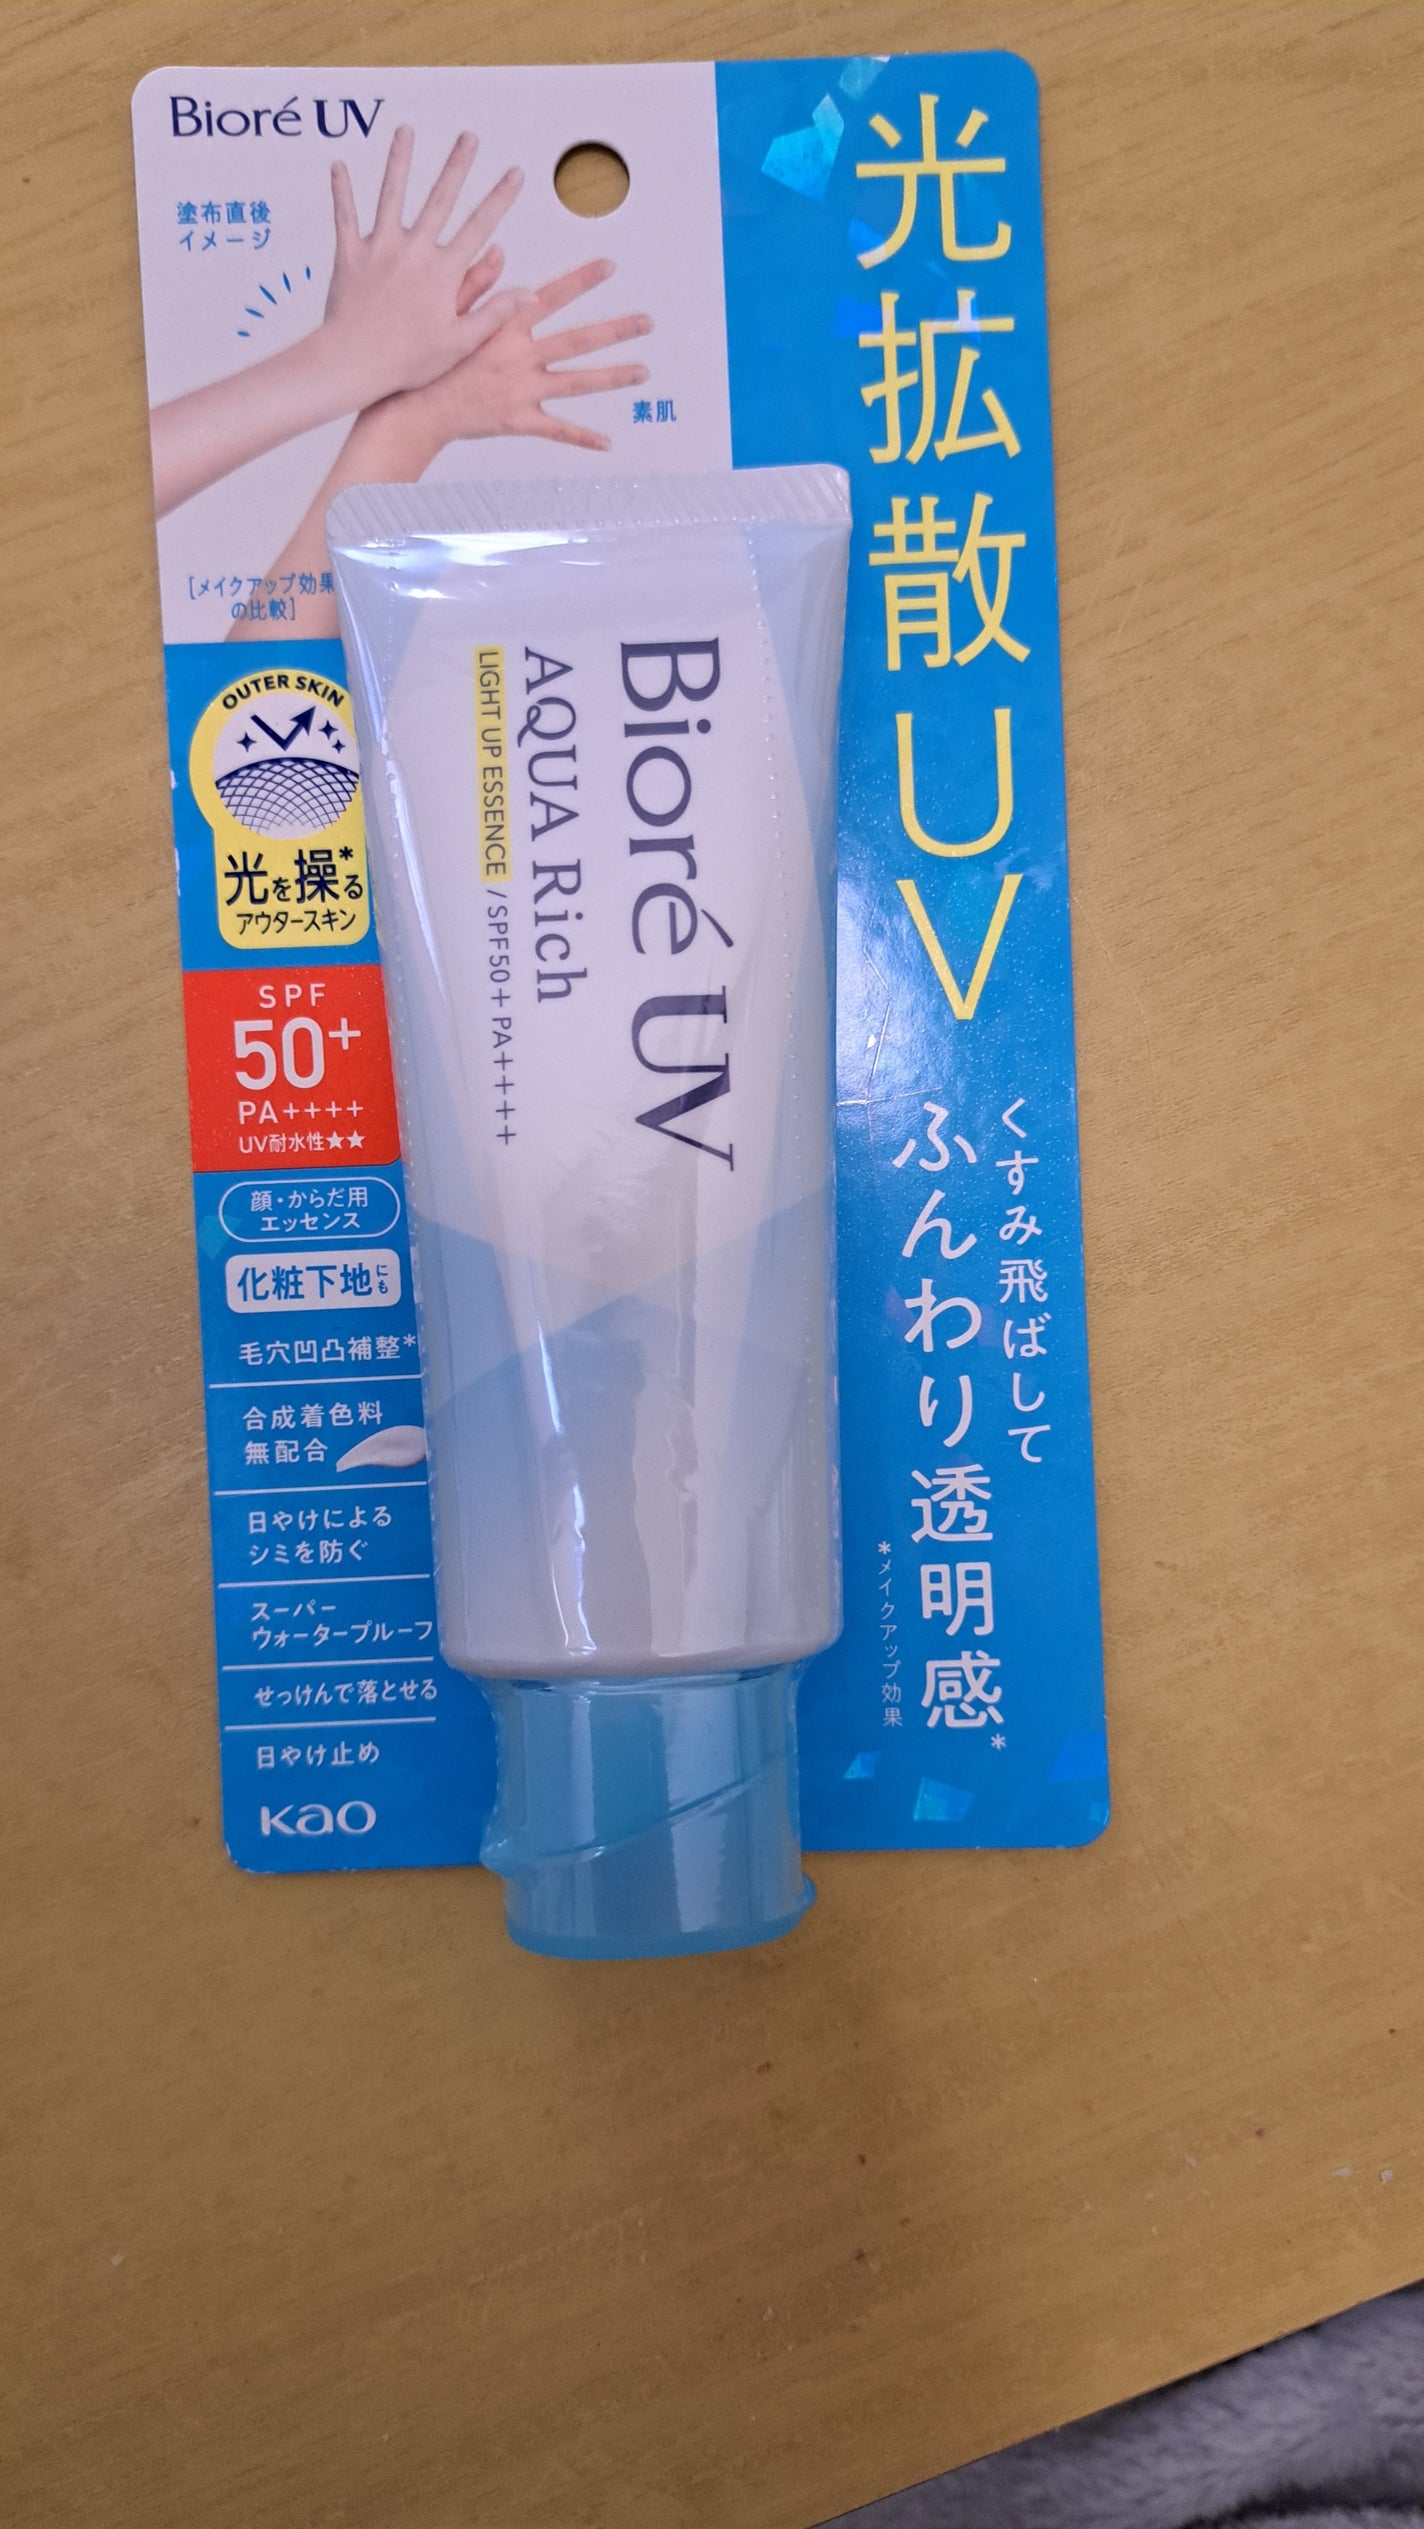 Bioré UV
塗布直後
イメージ
素肌
[メイクアップ効果
の比較]
光拡散UV
くすみ飛ばして
ふんわり透明感*
*メイクアップ効果
OUTER SKIN
光を操る*
アウタースキン
SPF
50+
PA++++
UV耐水性★★
顔・からだ用
エッセンス
化粧下地にも
毛穴凹凸補整*
合成着色料
無配合
日やけによる
シミを防ぐ
スーパー
ウォータープルーフ
せっけんで落とせる
日やけ止め
Kao
Bioré UV
AQUA Rich
LIGHT UP ESSENCE / SPF50+ PA++++